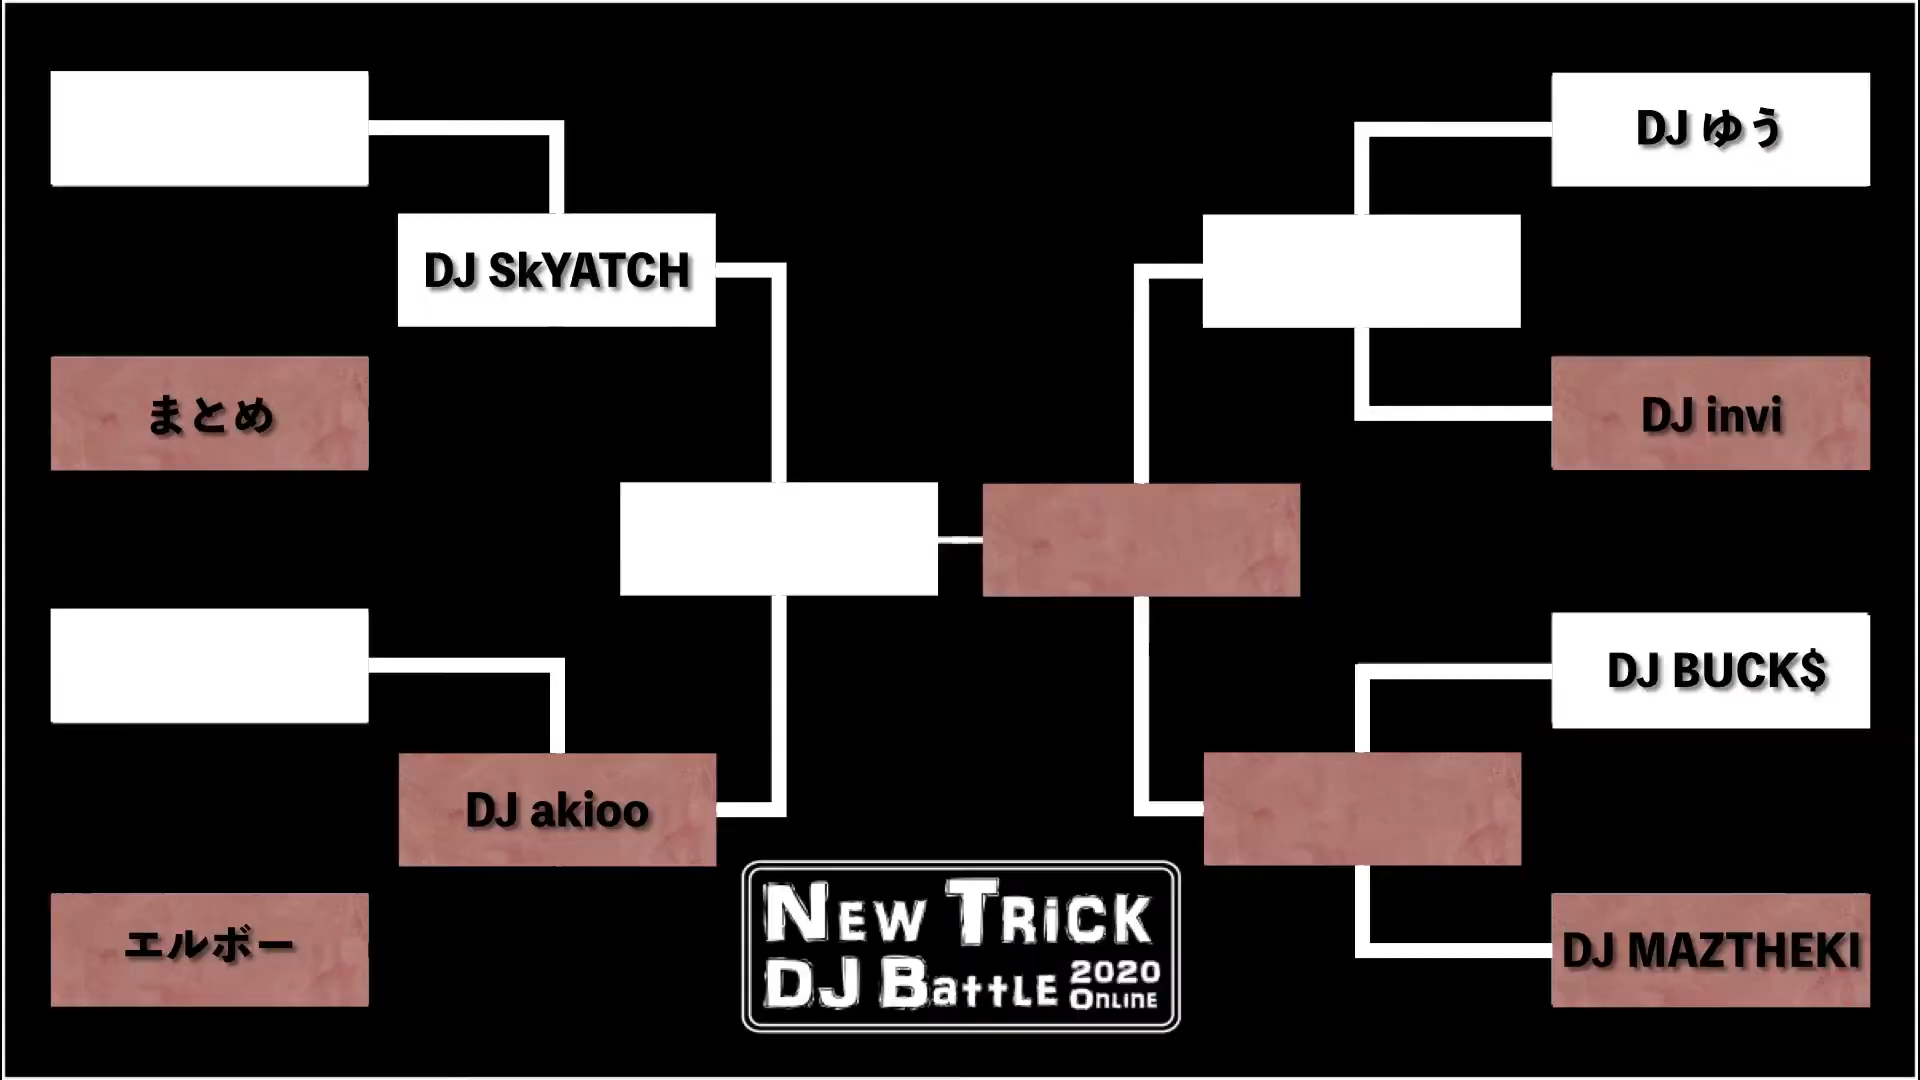 DJ ゆう
DJ SkYATCH
まとめ
DJ invi
DJ BUCK$
DJ akioo
エルボー
DJ MAZTHEKI
NEW TRiCK
DJ BattLE 2020 ONLINE